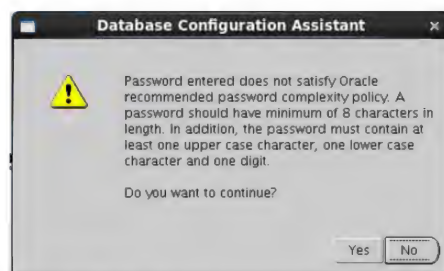 Database Configuration Assistant
Password entered does not satisfy Oracle
recommended password complexity policy. A
password should have minimum of 8 characters in
length. In addition, the password must contain at
least one upper case character, one lower case
character and one digit.
Do you want to continue?
Yes No